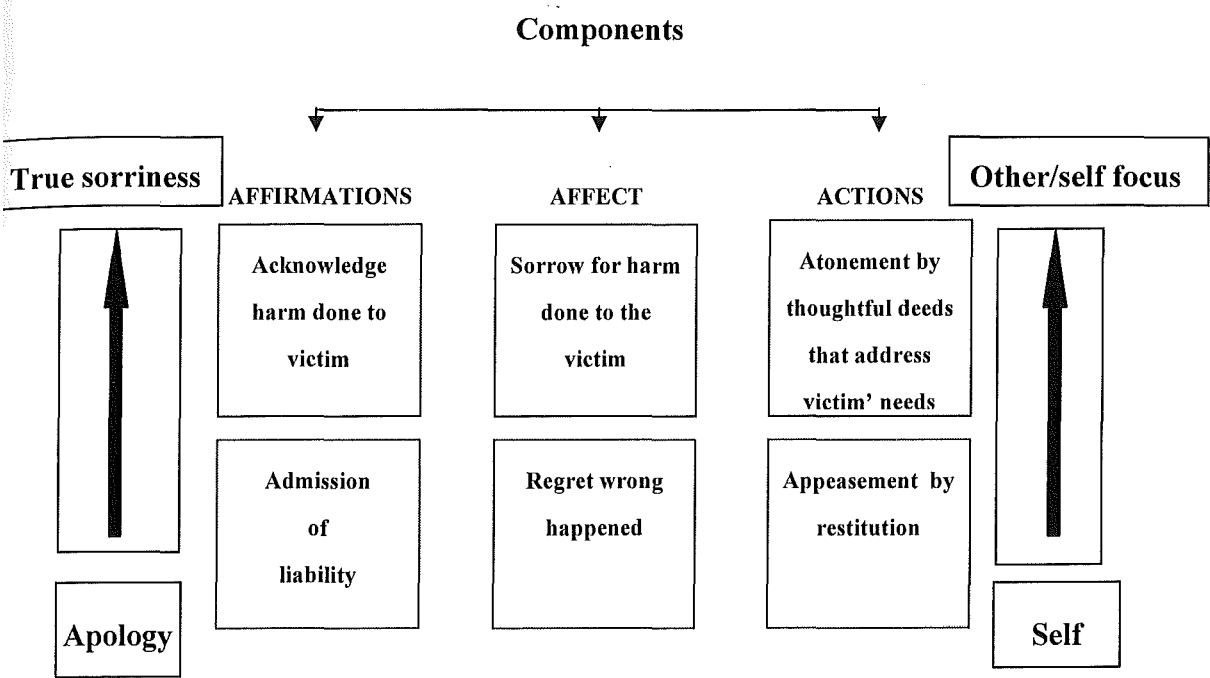 Components
True sorriness
Other/self focus
AFFIRMATIONS
AFFECT
ACTIONS
Acknowledge
harm done to
victim
Sorrow for harm
done to the
victim
Atonement by
thoughtful deeds
that address
victim' needs
Admission
of
liability
Regret wrong
happened
Appeasement by
restitution
Apology
Self